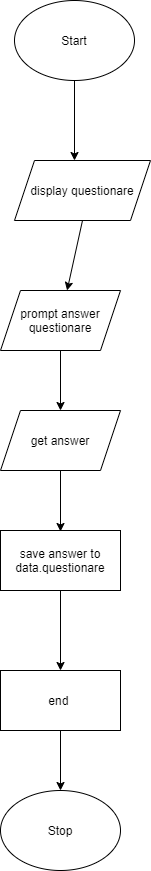 Start
display questionare
prompt answer
questionare
get answer
save answer to
data.questionare
end
Stop